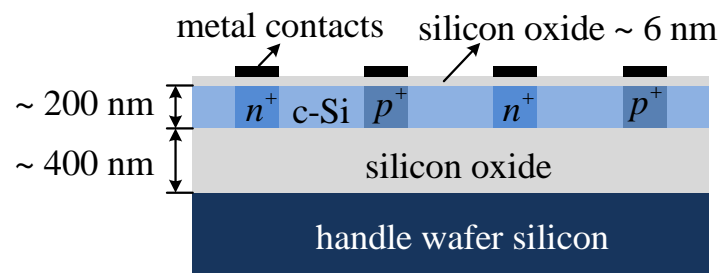 metal contacts
silicon oxide ~ 6 nm
~ 200 nm
n⁺ c-Si p⁺ n⁺ p⁺
~ 400 nm
silicon oxide
handle wafer silicon